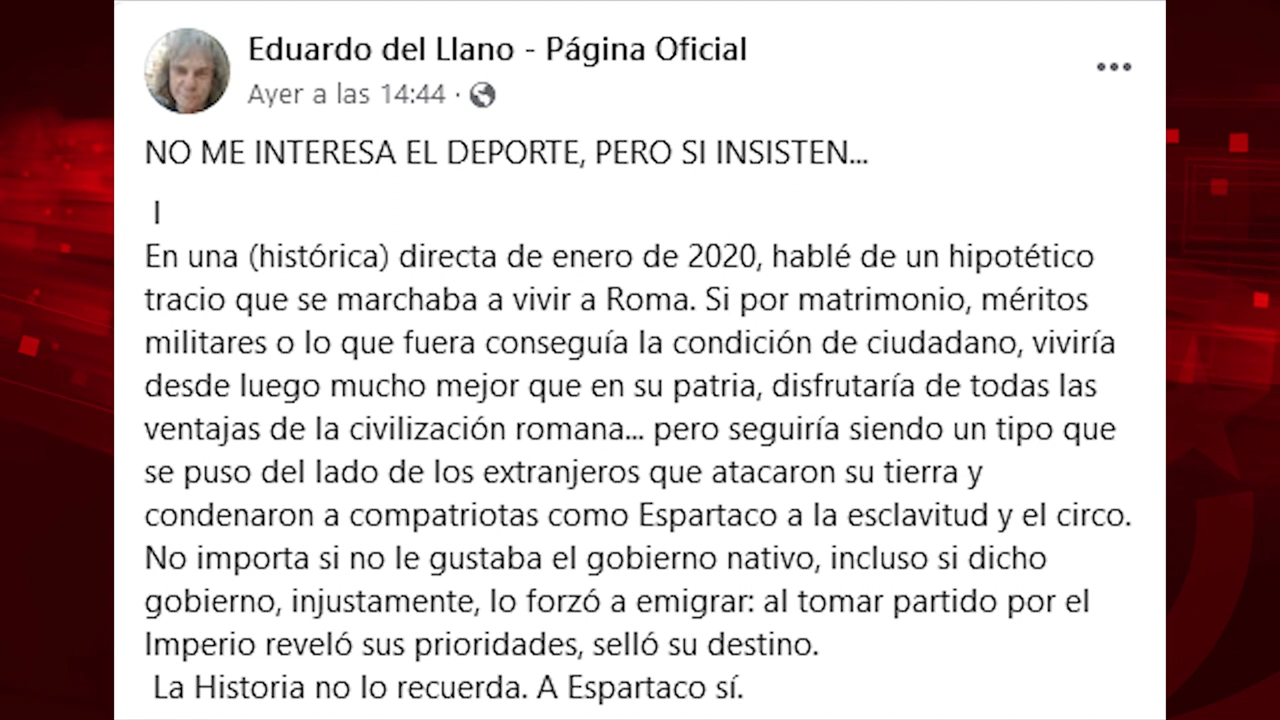 Eduardo del Llano - Página Oficial
Ayer a las 14:44 ·
NO ME INTERESA EL DEPORTE, PERO SI INSISTEN...
I
En una (histórica) directa de enero de 2020, hablé de un hipotético
tracio que se marchaba a vivir a Roma. Si por matrimonio, méritos
militares o lo que fuera conseguía la condición de ciudadano, viviría
desde luego mucho mejor que en su patria, disfrutaría de todas las
ventajas de la civilización romana... pero seguiría siendo un tipo que
se puso del lado de los extranjeros que atacaron su tierra y
condenaron a compatriotas como Espartaco a la esclavitud y el circo.
No importa si no le gustaba el gobierno nativo, incluso si dicho
gobierno, injustamente, lo forzó a emigrar: al tomar partido por el
Imperio reveló sus prioridades, selló su destino.
La Historia no lo recuerda. A Espartaco sí.